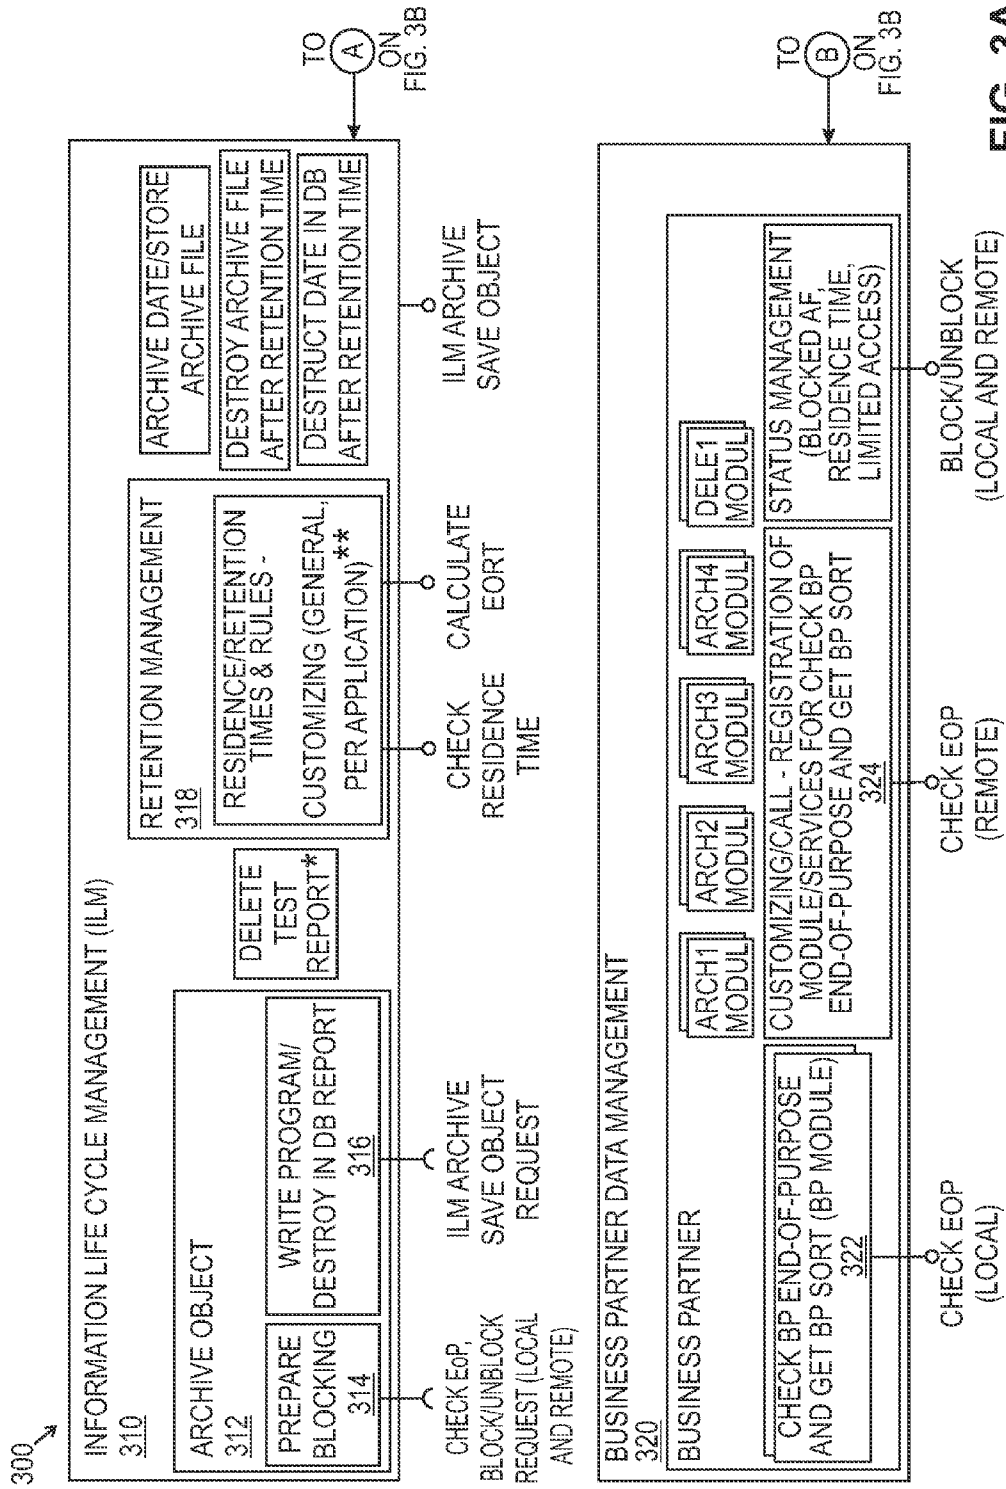 300
INFORMATION LIFE CYCLE MANAGEMENT (ILM)
310
ARCHIVE OBJECT
312
PREPARE
BLOCKING
314
WRITE PROGRAM/
DESTROY IN DB REPORT
316
DELETE
TEST
REPORT*
RETENTION MANAGEMENT
318
RESIDENCE/RETENTION
TIMES & RULES -
CUSTOMIZING (GENERAL,
PER APPLICATION)**
ARCHIVE DATE/STORE
ARCHIVE FILE
DESTROY ARCHIVE FILE
AFTER RETENTION TIME
DESTRUCT DATE IN DB
AFTER RETENTION TIME
TO
A
ON
FIG. 3B
CHECK EoP,
BLOCK/UNBLOCK
REQUEST (LOCAL
AND REMOTE)
ILM ARCHIVE
SAVE OBJECT
REQUEST
CHECK
RESIDENCE
TIME
CALCULATE
EORT
ILM ARCHIVE
SAVE OBJECT
BUSINESS PARTNER DATA MANAGEMENT
320
BUSINESS PARTNER
CHECK BP END-OF-PURPOSE
AND GET BP SORT (BP MODULE)
322
ARCH1
MODUL
ARCH2
MODUL
ARCH3
MODUL
ARCH4
MODUL
DELE1
MODUL
CUSTOMIZING/CALL - REGISTRATION OF
MODULE/SERVICES FOR CHECK BP
END-OF-PURPOSE AND GET BP SORT
324
STATUS MANAGEMENT
(BLOCKED AF,
RESIDENCE TIME,
LIMITED ACCESS)
TO
B
ON
FIG. 3B
CHECK EOP
(LOCAL)
CHECK EOP
(REMOTE)
BLOCK/UNBLOCK
(LOCAL AND REMOTE)
FIG. 3A